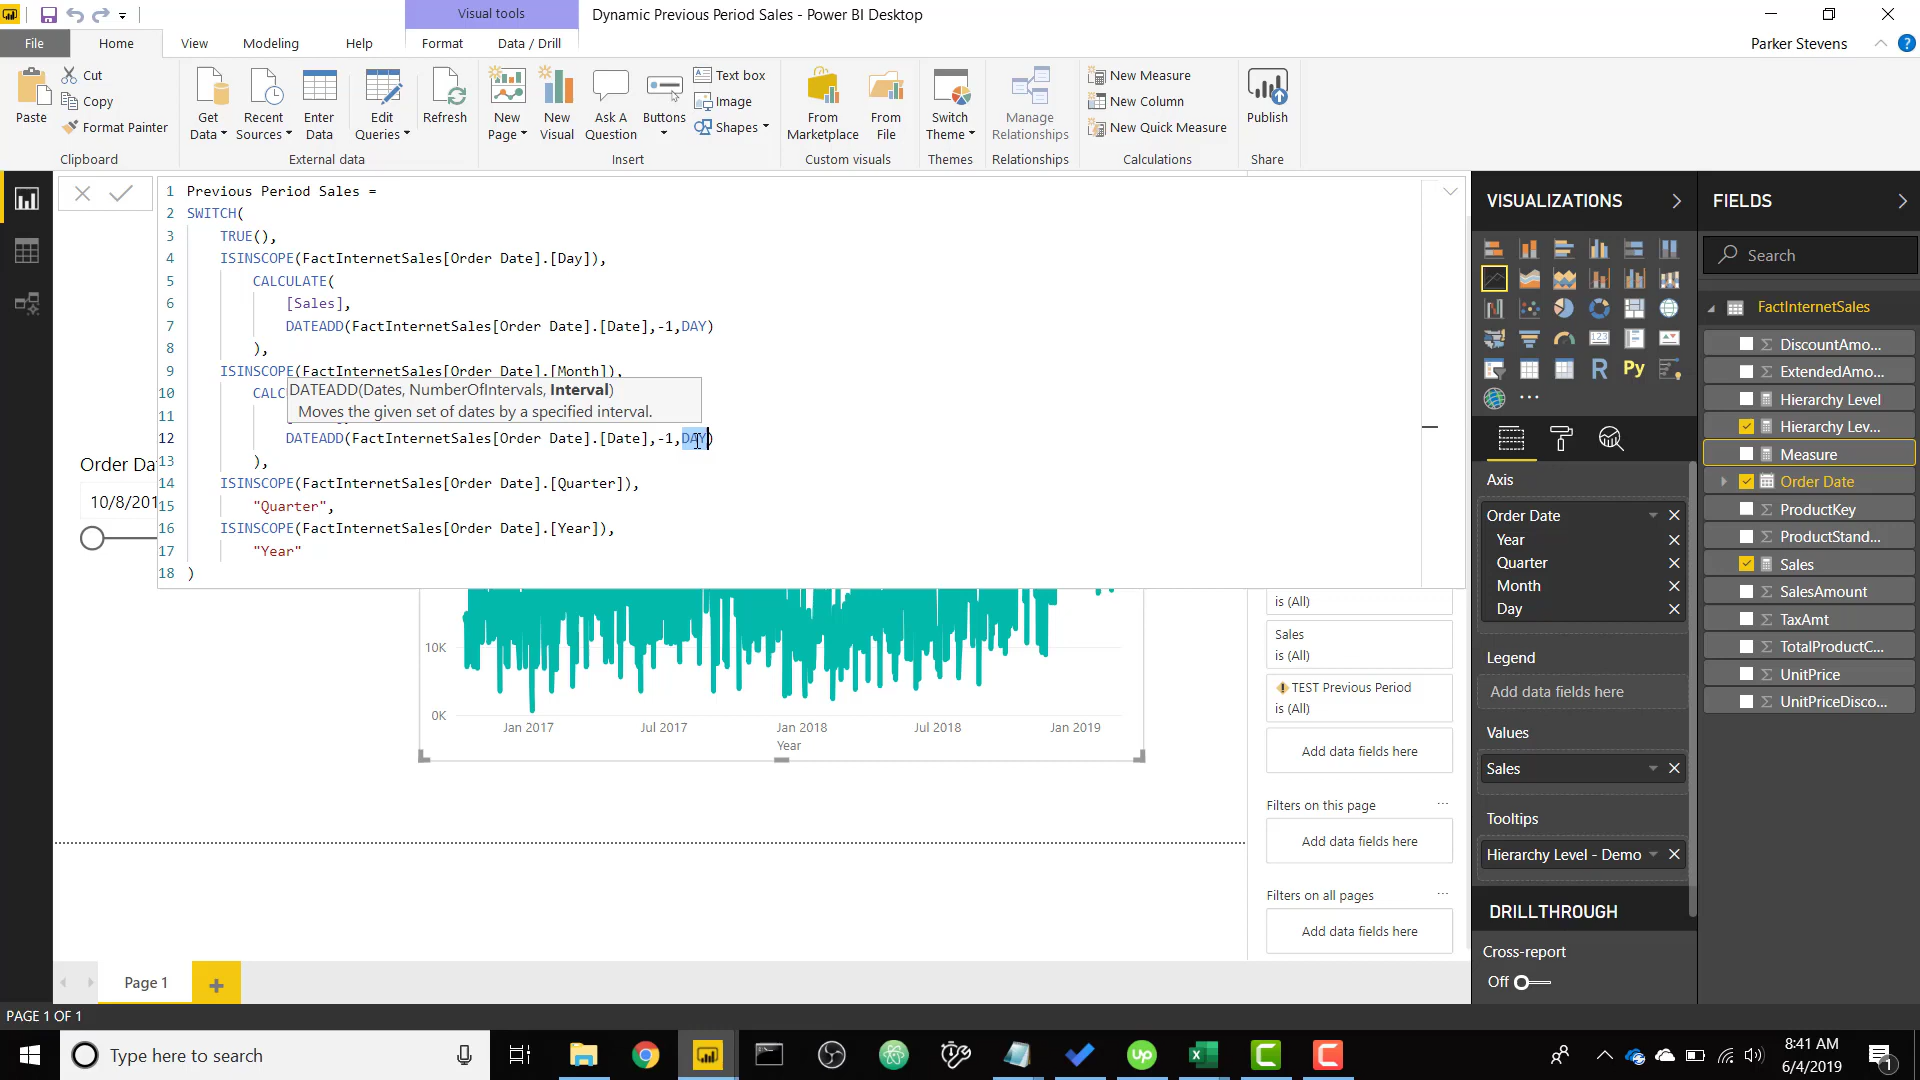 Visual tools
Dynamic Previous Period Sales - Power BI Desktop
File
Home
View
Modeling
Help
Format
Data / Drill
Parker Stevens
?
Paste
Cut
Copy
Format Painter
Clipboard
Get Data
Recent Sources
Enter Data
Edit Queries
Refresh
External data
New Page
New Visual
Ask A Question
Buttons
Text box
Image
Shapes
Insert
From Marketplace
From File
Custom visuals
Switch Theme
Themes
Manage Relationships
Relationships
New Measure
New Column
New Quick Measure
Calculations
Publish
Share
1 Previous Period Sales =
2 SWITCH(
3 TRUE(),
4 ISINSCOPE(FactInternetSales[Order Date].[Day]),
5 CALCULATE(
6 [Sales],
7 DATEADD(FactInternetSales[Order Date].[Date],-1,DAY)
8 ),
9 ISINSCOPE(FactInternetSales[Order Date].[Month]),
10 CALC
DATEADD(Dates, NumberOfIntervals, Interval)
Moves the given set of dates by a specified interval.
11
12 DATEADD(FactInternetSales[Order Date].[Date],-1,DAY)
13 ),
14 ISINSCOPE(FactInternetSales[Order Date].[Quarter]),
15 "Quarter",
16 ISINSCOPE(FactInternetSales[Order Date].[Year]),
17 "Year"
18 )
Order Da
10/8/201
10K
0K
Jan 2017
Jul 2017
Jan 2018
Jul 2018
Jan 2019
Year
is (All)
Sales
is (All)
TEST Previous Period
is (All)
Add data fields here
Filters on this page
Add data fields here
Filters on all pages
Add data fields here
VISUALIZATIONS
R
Py
Axis
Order Date
Year
Quarter
Month
Day
Legend
Add data fields here
Values
Sales
Tooltips
Hierarchy Level - Demo
DRILLTHROUGH
Cross-report
Off
FIELDS
Search
FactInternetSales
DiscountAmo...
ExtendedAmo...
Hierarchy Level
Hierarchy Lev...
Measure
Order Date
ProductKey
ProductStand...
Sales
SalesAmount
TaxAmt
TotalProductC...
UnitPrice
UnitPriceDisco...
Page 1
PAGE 1 OF 1
Type here to search
Up
8:41 AM
6/4/2019
1